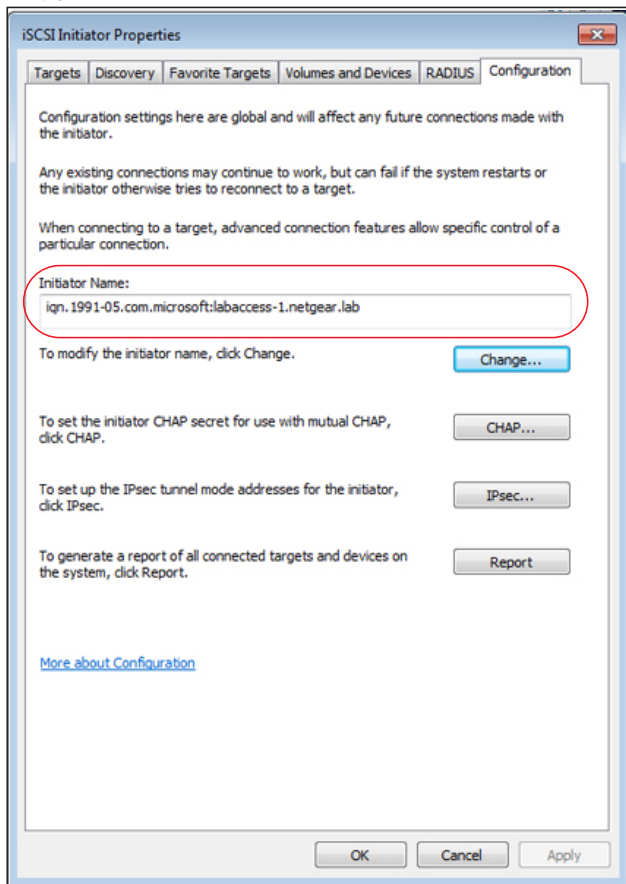 iSCSI Initiator Properties
Targets Discovery Favorite Targets Volumes and Devices RADIUS Configuration
Configuration settings here are global and will affect any future connections made with
the initiator.
Any existing connections may continue to work, but can fail if the system restarts or
the initiator otherwise tries to reconnect to a target.
When connecting to a target, advanced connection features allow specific control of a
particular connection.
Initiator Name:
iqn.1991-05.com.microsoft:labaccess-1.netgear.lab
To modify the initiator name, click Change.
Change...
To set the initiator CHAP secret for use with mutual CHAP,
click CHAP.
CHAP...
To set up the IPsec tunnel mode addresses for the initiator,
click IPsec.
IPsec...
To generate a report of all connected targets and devices on
the system, click Report.
Report
More about Configuration
OK Cancel Apply